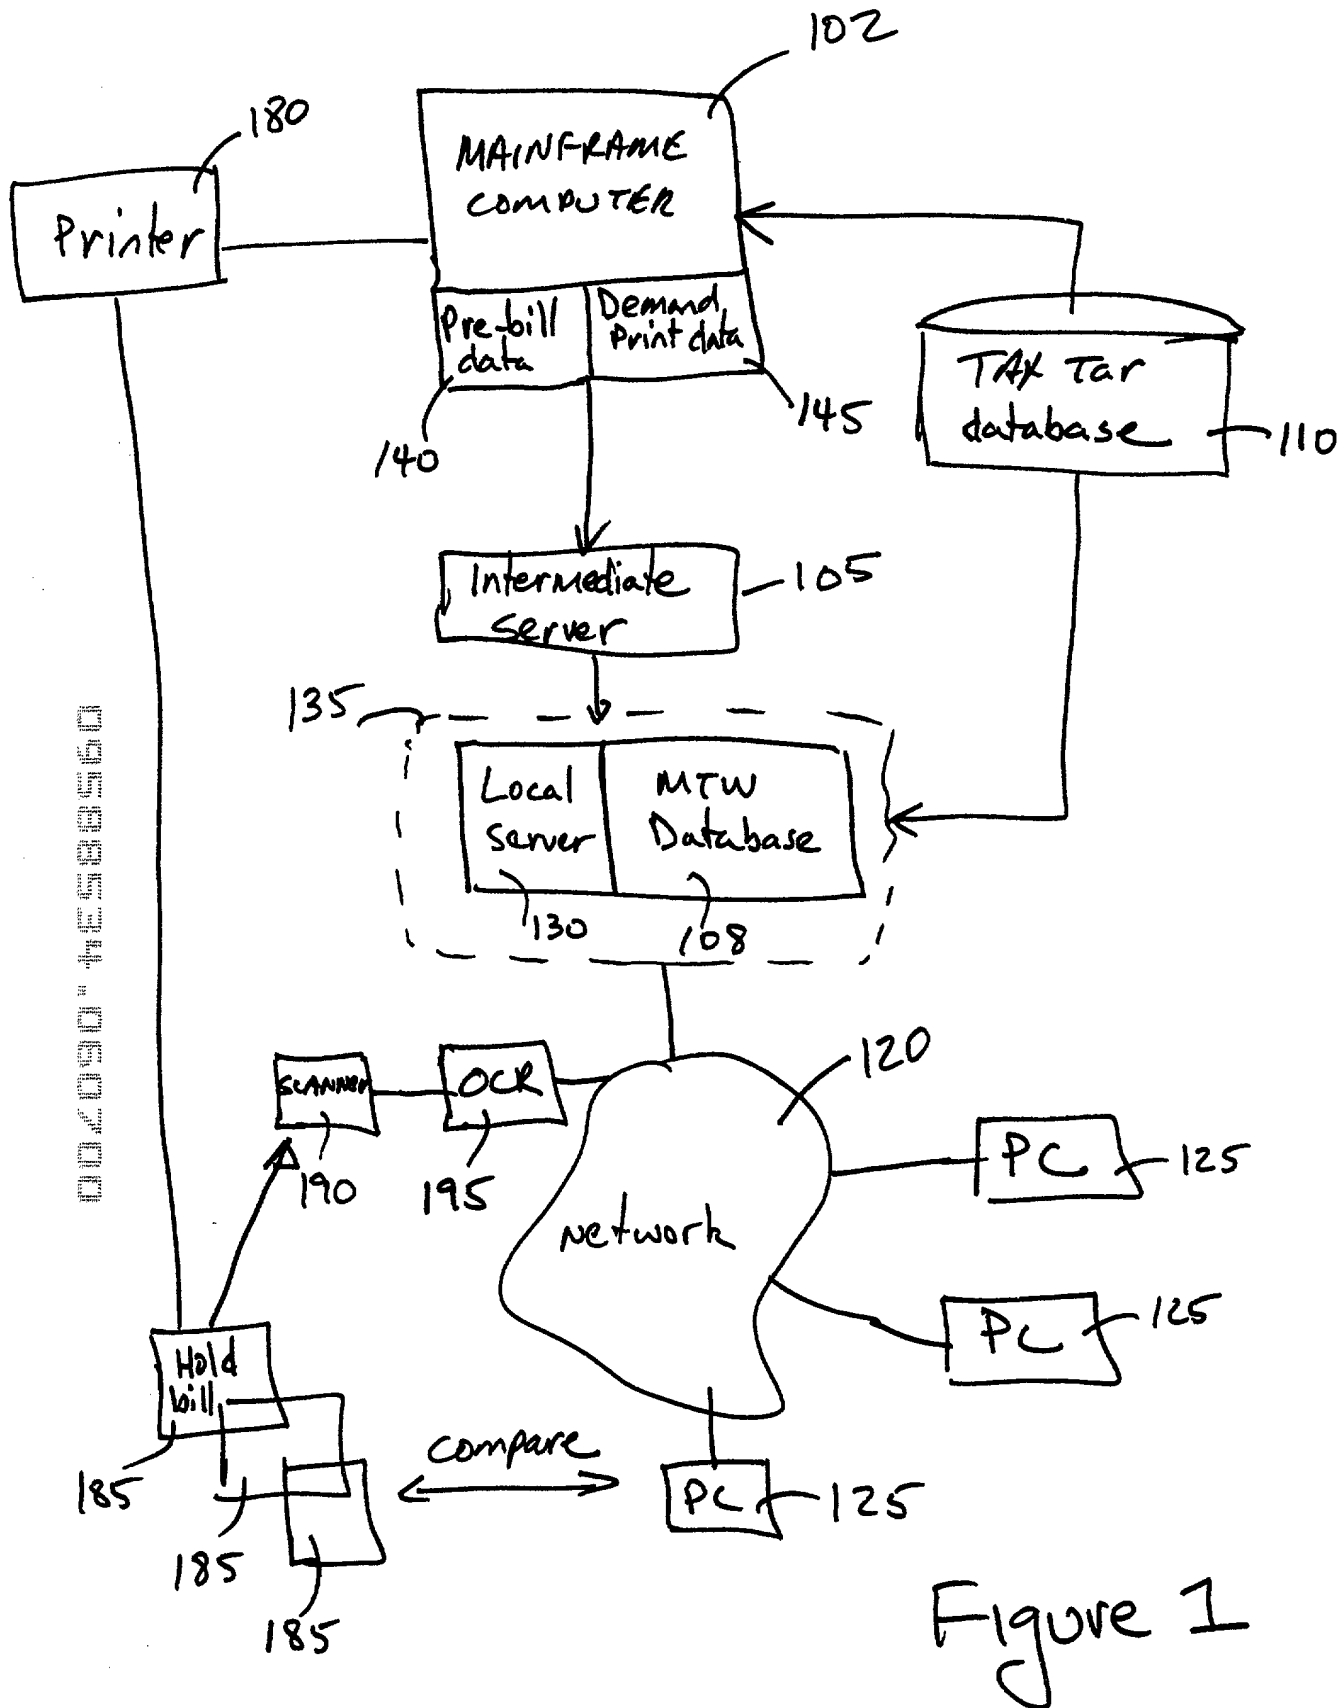 102
180
MAINFRAME
COMPUTER
Printer
Pre-bill
data
Demand
Print data
TAX Tar
database
110
145
140
Intermediate
Server
105
135
Local
server
MTW
Database
130
108
120
SCANNER
OCR
190
195
PC
125
Network
PC
125
Hold
bill
185
compare
PC
125
185
185
Figure 1